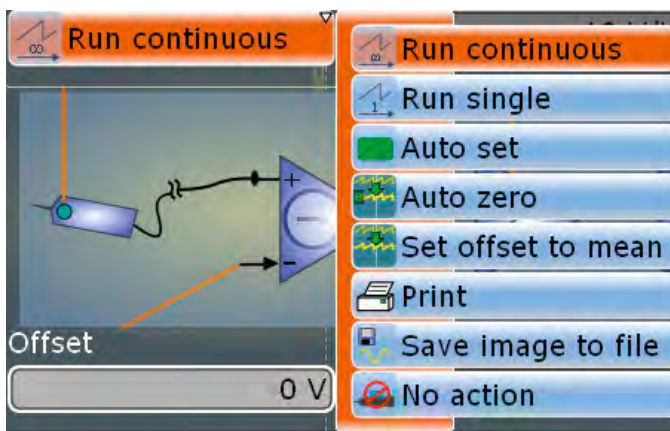 Run continuous
Offset
0 V
Run continuous
Run single
Auto set
Auto zero
Set offset to mean
Print
Save image to file
No action